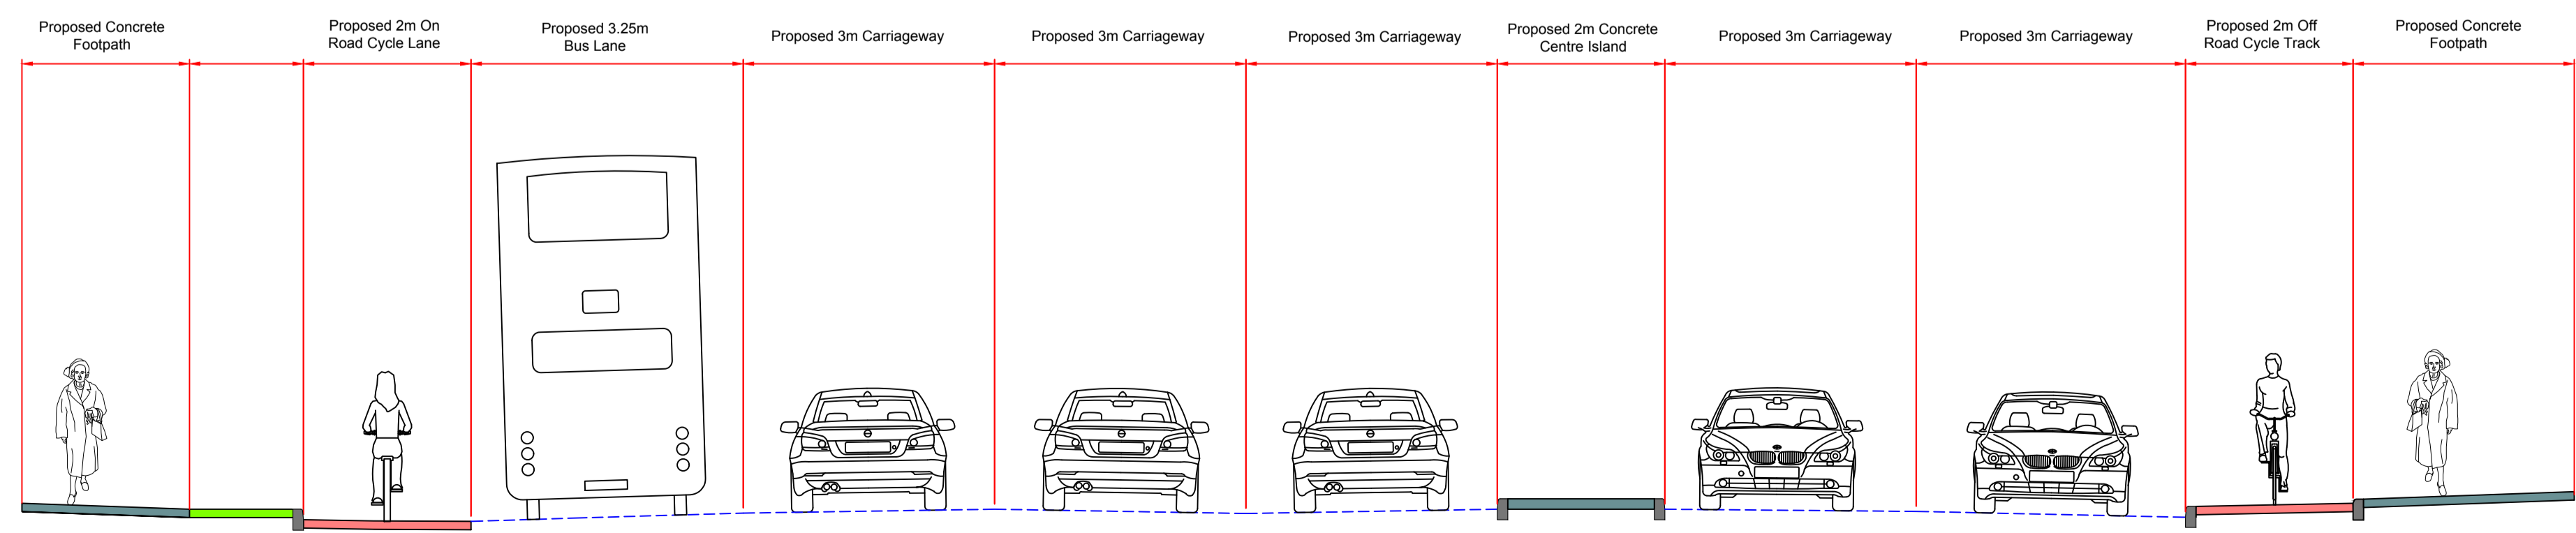 Proposed Concrete
Footpath
Proposed 2m On
Road Cycle Lane
Proposed 3.25m
Bus Lane
Proposed 3m Carriageway
Proposed 3m Carriageway
Proposed 3m Carriageway
Proposed 2m Concrete
Centre Island
Proposed 3m Carriageway
Proposed 3m Carriageway
Proposed 2m Off
Road Cycle Track
Proposed Concrete
Footpath